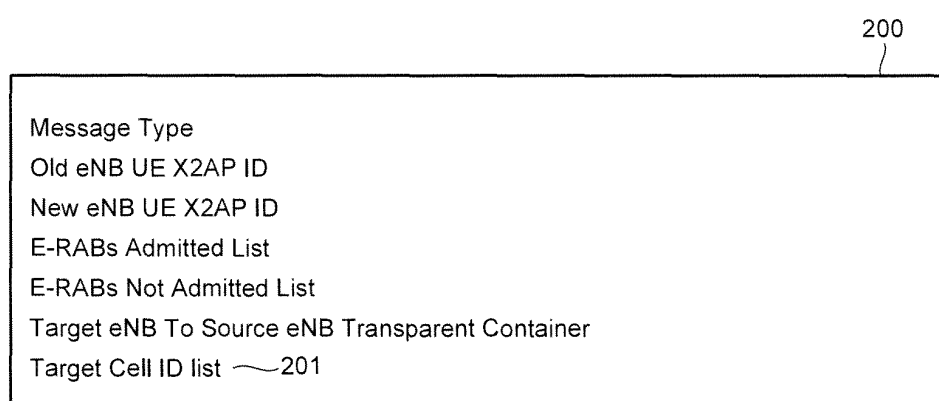 200
Message Type
Old eNB UE X2AP ID
New eNB UE X2AP ID
E-RABs Admitted List
E-RABs Not Admitted List
Target eNB To Source eNB Transparent Container
Target Cell ID list 201